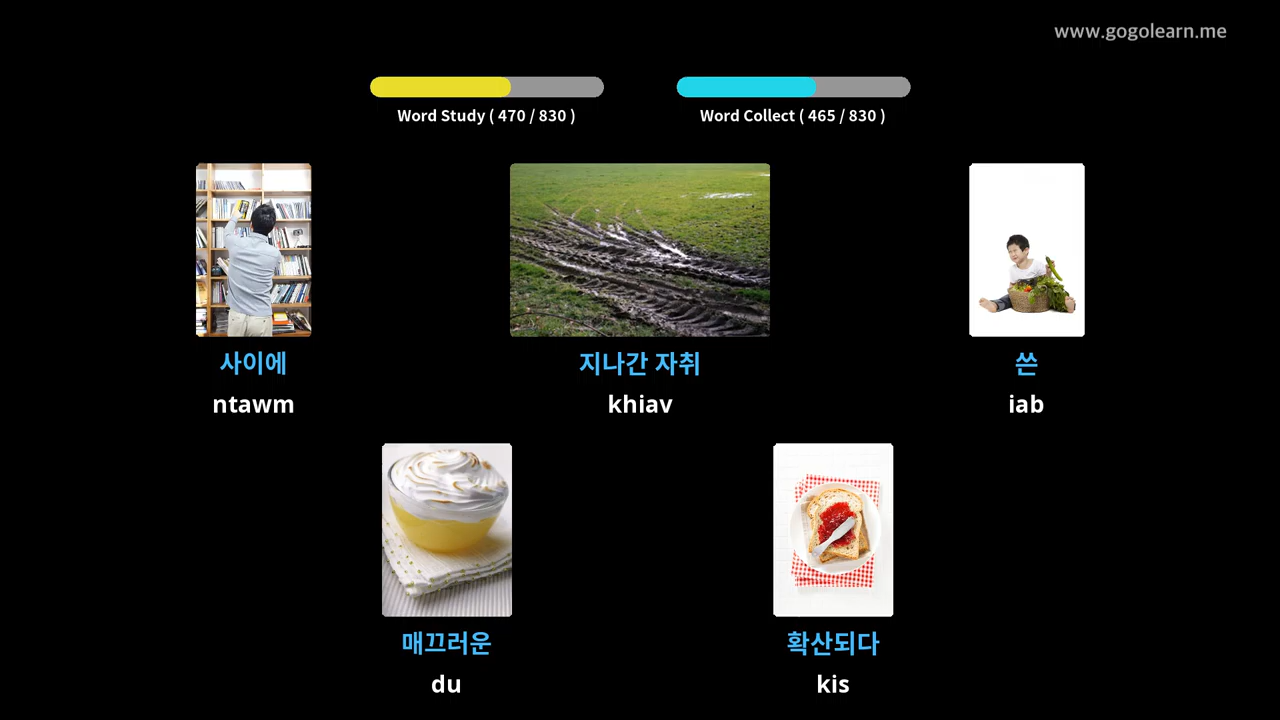 www.gogolearn.me
Word Study ( 470 / 830 )
Word Collect ( 465 / 830 )
사이에
ntawm
지나간 자취
khiav
쓴
iab
매끄러운
du
확산되다
kis